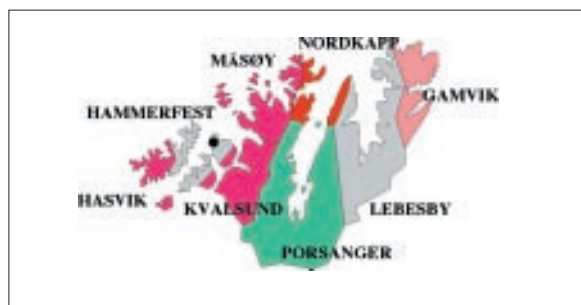 NORDKAPP
MÅSØY
GAMVIK
HAMMERFEST
HASVIK
KVALSUND
LEBESBY
PORSANGER